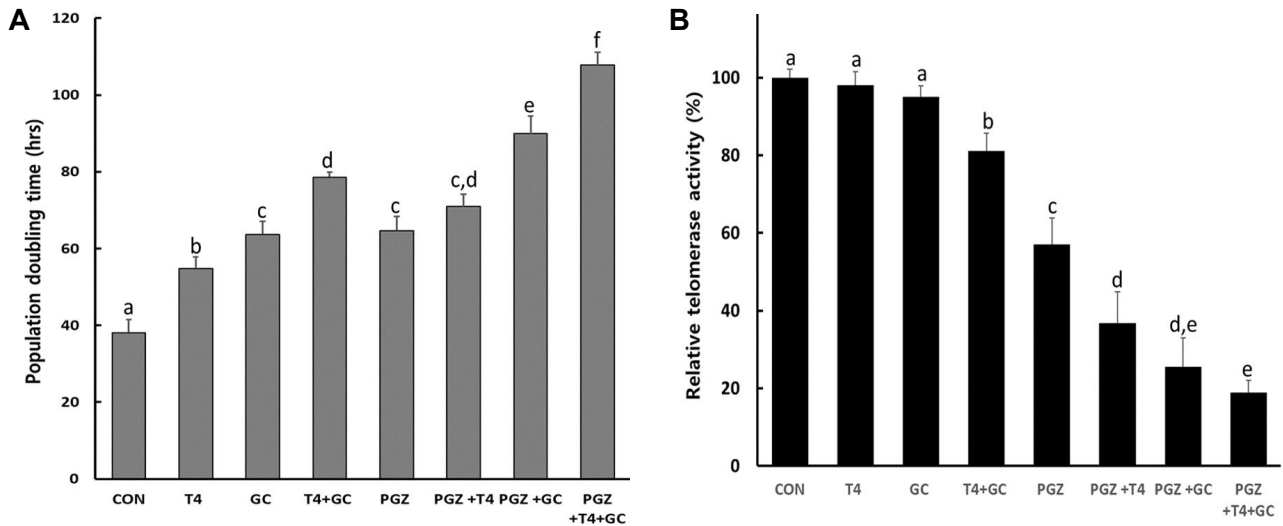 A
Population doubling time (hrs)
120
100
80
60
40
20
0
a
b
c
d
c
c,d
e
f
CON
T4
GC
T4+GC
PGZ
PGZ +T4
PGZ +GC
PGZ
+T4+GC
B
Relative telomerase activity (%)
100
80
60
40
20
0
a
a
a
b
c
d
d,e
e
CON
T4
GC
T4+GC
PGZ
PGZ +T4
PGZ +GC
PGZ
+T4+GC